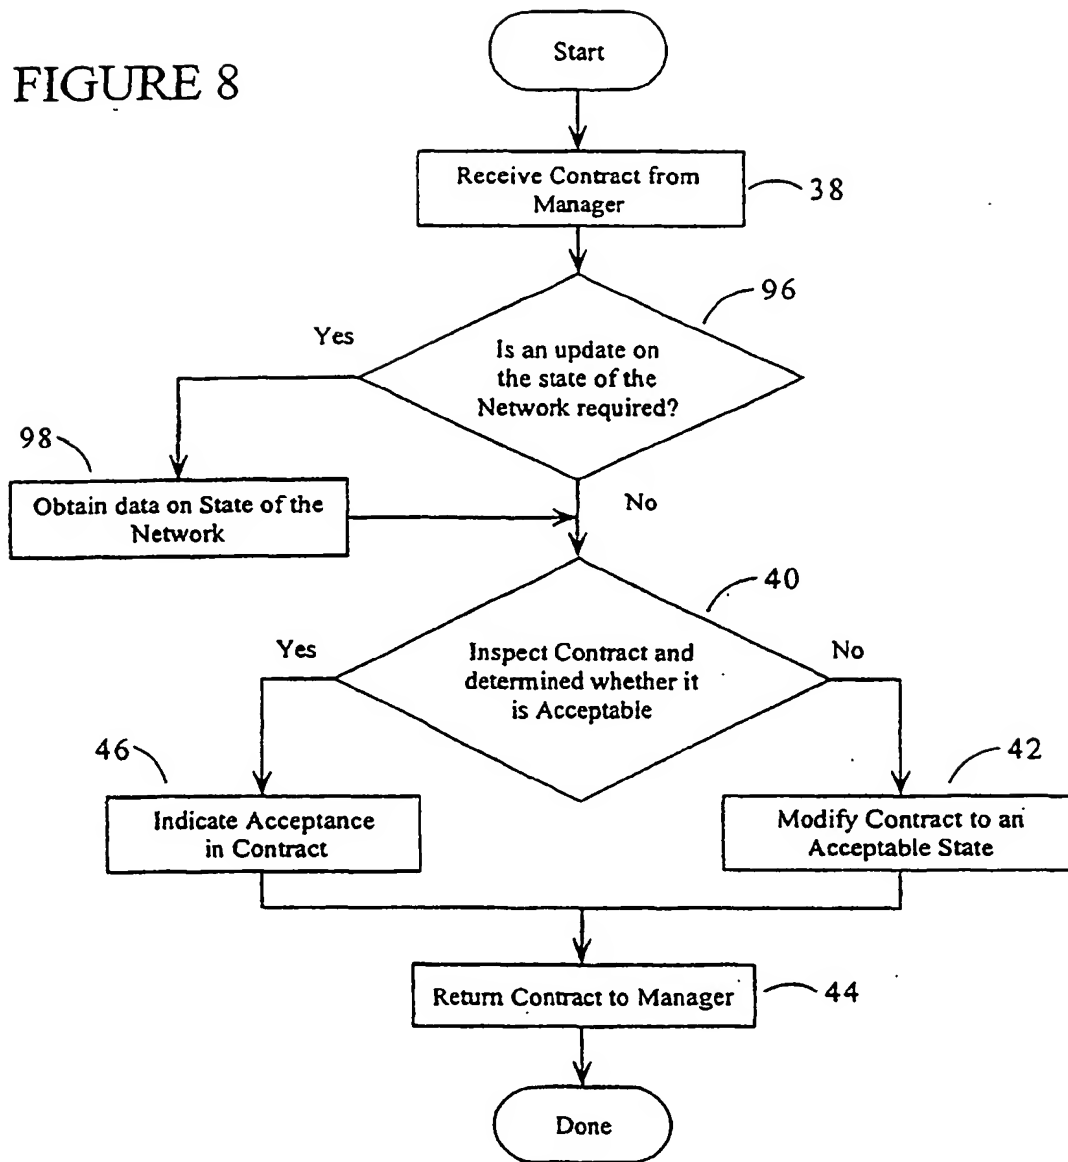 FIGURE 8
Start
Receive Contract from
Manager
38
96
Yes
Is an update on
the state of the
Network required?
98
Obtain data on State of the
Network
No
40
Yes
Inspect Contract and
determined whether it
is Acceptable
No
46
42
Indicate Acceptance
in Contract
Modify Contract to an
Acceptable State
Return Contract to Manager
44
Done